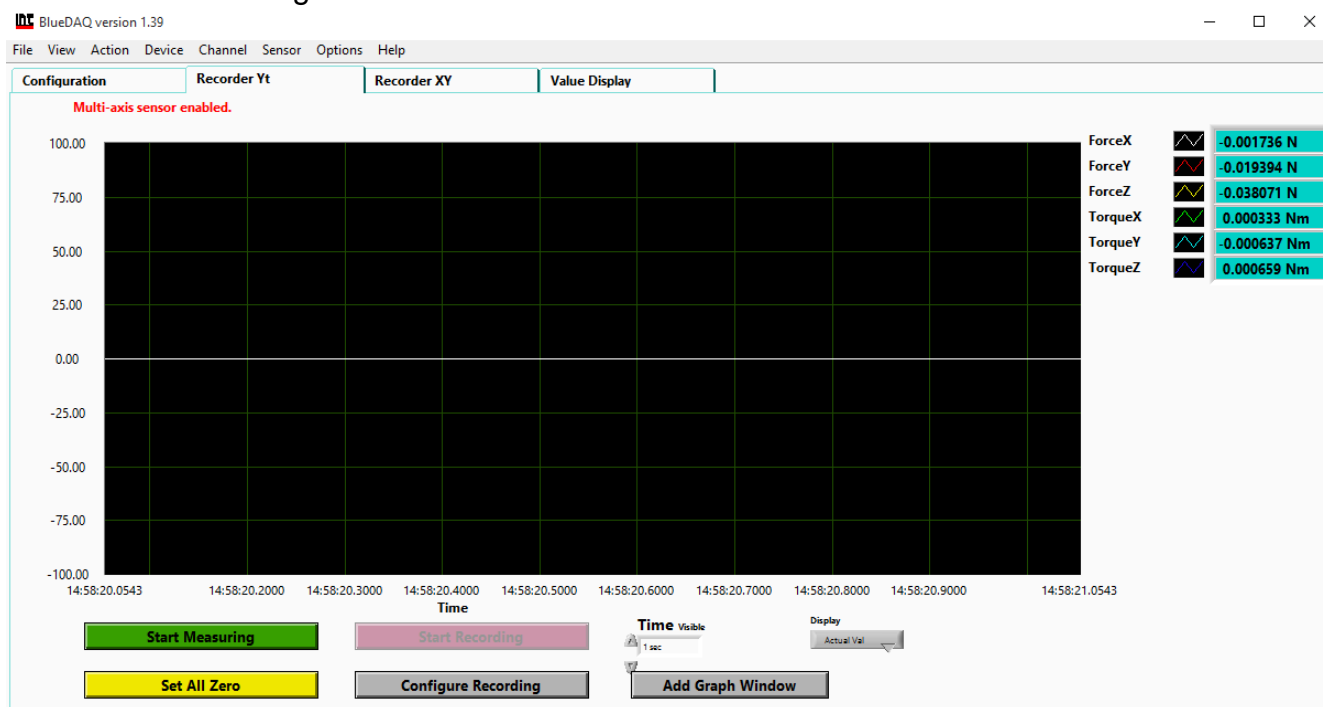 BlueDAQ version 1.39
File View Action Device Channel Sensor Options Help
Configuration Recorder Yt Recorder XY Value Display
Multi-axis sensor enabled.
100.00
75.00
50.00
25.00
0.00
-25.00
-50.00
-75.00
-100.00
14:58:20.0543 14:58:20.2000 14:58:20.3000 14:58:20.4000 14:58:20.5000 14:58:20.6000 14:58:20.7000 14:58:20.8000 14:58:20.9000 14:58:21.0543
Time
ForceX -0.001736 N
ForceY -0.019394 N
ForceZ -0.038071 N
TorqueX 0.000333 Nm
TorqueY -0.000637 Nm
TorqueZ 0.000659 Nm
Start Measuring Start Recording
Time Visible
1 sec
Display
Actual Val
Set All Zero Configure Recording Add Graph Window